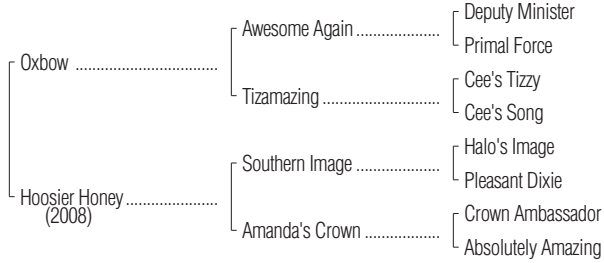 Deputy Minister
Awesome Again ..................
Primal Force
Oxbow ...............................
Cee's Tizzy
Tizamazing ..........................
Cee's Song
Halo's Image
Southern Image ..................
Pleasant Dixie
Hoosier Honey ....................
(2008)
Crown Ambassador
Amanda's Crown ................
Absolutely Amazing